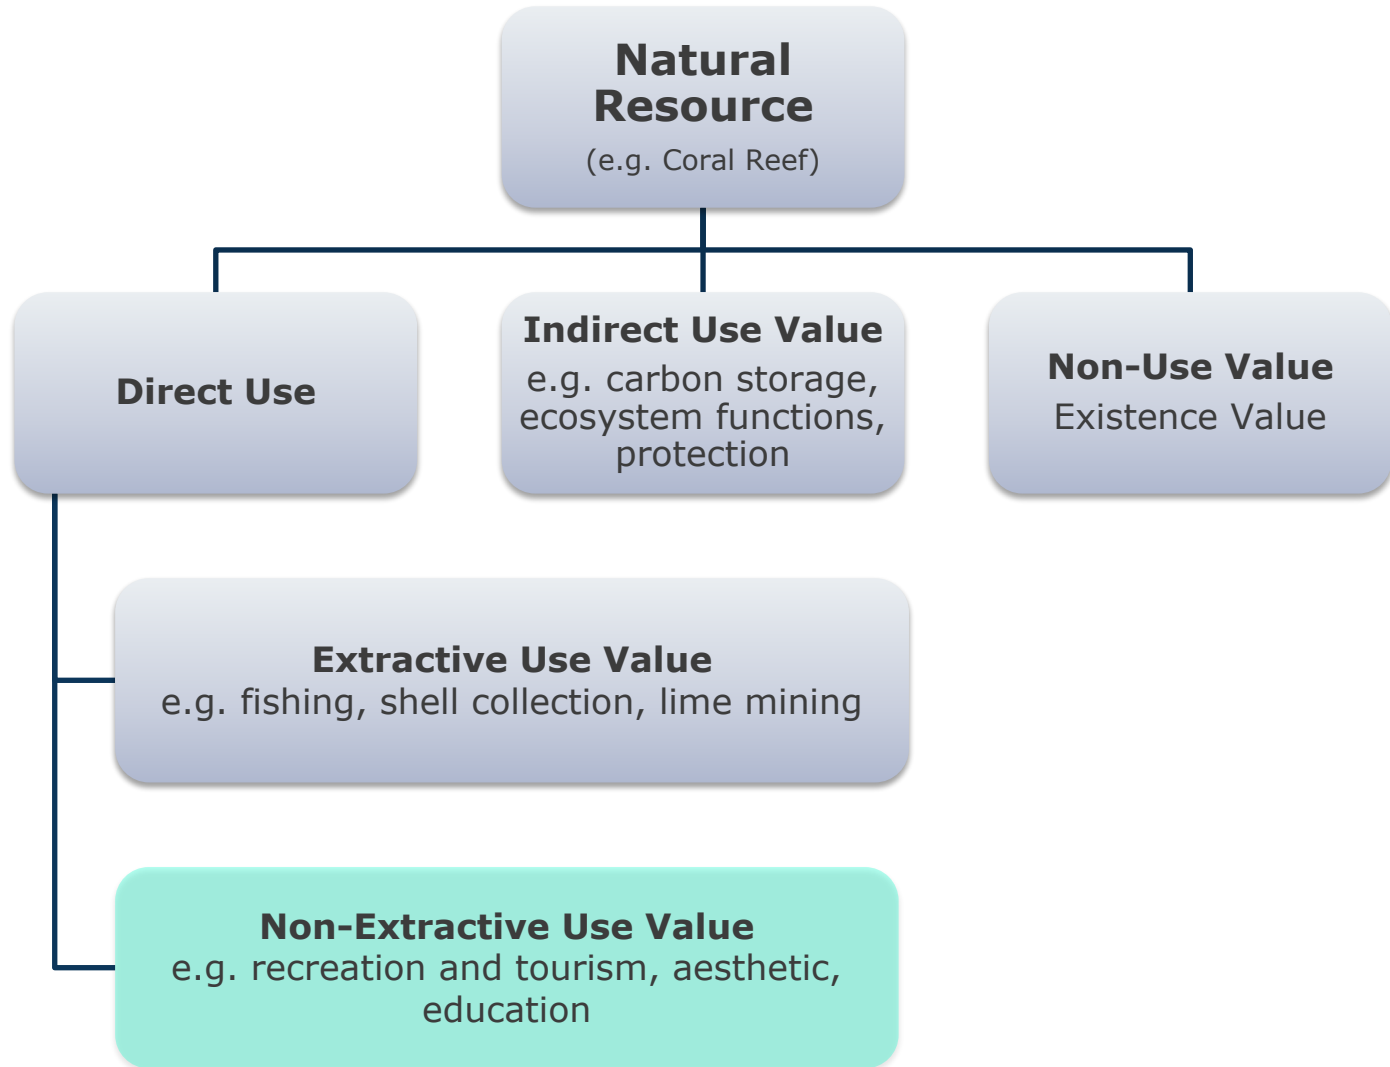 Natural
Resource
(e.g. Coral Reef)
Direct Use
Indirect Use Value
e.g. carbon storage,
ecosystem functions,
protection
Non-Use Value
Existence Value
Extractive Use Value
e.g. fishing, shell collection, lime mining
Non-Extractive Use Value
e.g. recreation and tourism, aesthetic,
education